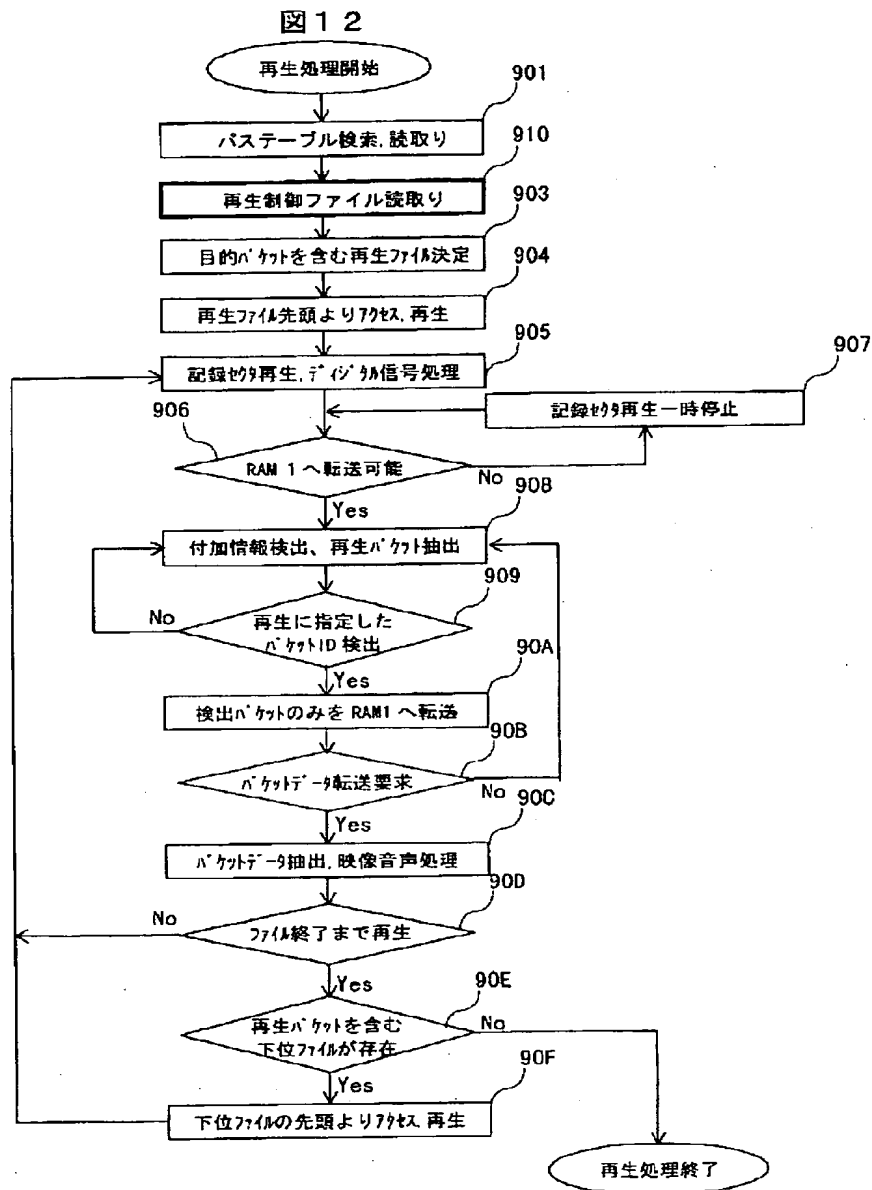 図12
再生処理開始
901
パステーブル検索,読取り
910
再生制御ファイル読取り
903
目的パケットを含む再生ファイル決定
904
再生ファイル先頭よりアクセス,再生
905
記録セクタ再生,ディジタル信号処理
907
記録セクタ再生一時停止
906
RAM 1へ転送可能
No
Yes
908
付加情報検出、再生パケット抽出
909
再生に指定した
パケットID検出
No
Yes
90A
検出パケットのみをRAM1へ転送
90B
パケットデータ転送要求
No
Yes
90C
パケットデータ抽出,映像音声処理
90D
ファイル終了まで再生
No
Yes
90E
再生パケットを含む
下位ファイルが存在
No
Yes
90F
下位ファイルの先頭よりアクセス,再生
再生処理終了